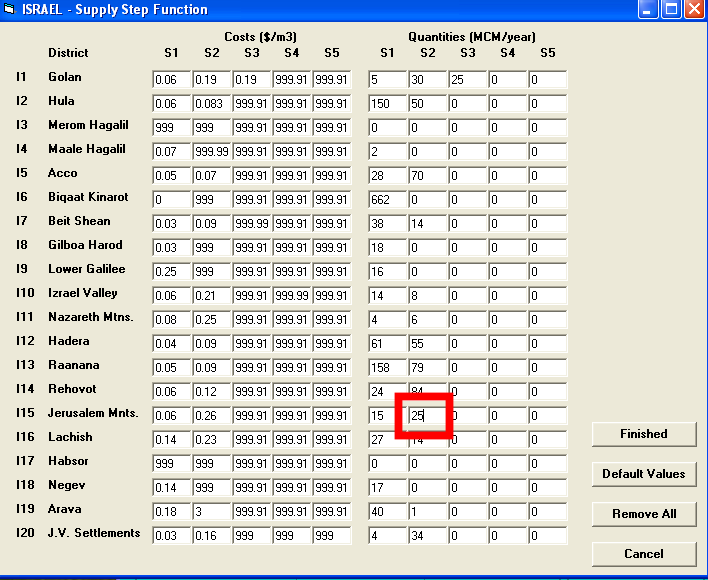 ISRAEL - Supply Step Function
Costs ($/m3) Quantities (MCM/year)
District S1 S2 S3 S4 S5 S1 S2 S3 S4 S5
I1 Golan 0.06 0.19 0.19 999.91 999.91 5 30 25 0 0
I2 Hula 0.06 0.083 999.91 999.91 999.91 150 50 0 0 0
I3 Merom Hagalil 999 999 999.91 999.91 999.91 0 0 0 0 0
I4 Maale Hagalil 0.07 999.99 999.91 999.91 999.91 2 0 0 0 0
I5 Acco 0.05 0.07 999.91 999.91 999.91 28 70 0 0 0
I6 Biqaat Kinarot 0 999 999.91 999.91 999.91 662 0 0 0 0
I7 Beit Shean 0.03 0.09 999.99 999.91 999.91 38 14 0 0 0
I8 Gilboa Harod 0.03 999 999.91 999.91 999.91 18 0 0 0 0
I9 Lower Galilee 0.25 999 999.91 999.91 999.91 16 0 0 0 0
I10 Izrael Valley 0.06 0.21 999.91 999.99 999.91 14 8 0 0 0
I11 Nazareth Mtns. 0.08 0.25 999.91 999.91 999.91 4 6 0 0 0
I12 Hadera 0.04 0.09 999.91 999.91 999.91 61 55 0 0 0
I13 Raanana 0.05 0.09 999.91 999.91 999.91 158 79 0 0 0
I14 Rehovot 0.06 0.12 999.91 999.91 999.91 24 84 0 0 0
I15 Jerusalem Mnts. 0.06 0.26 999.91 999.91 999.91 15 25 0 0 0
I16 Lachish 0.14 0.23 999.91 999.91 999.91 27 14 0 0 0
Finished
I17 Habsor 999 999 999.91 999.91 999.91 0 0 0 0 0
Default Values
I18 Negev 0.14 999 999.91 999.91 999.91 17 0 0 0 0
I19 Arava 0.18 3 999.91 999.91 999.91 40 1 0 0 0
Remove All
I20 J.V. Settlements 0.03 0.16 999 999 999 4 34 0 0 0
Cancel